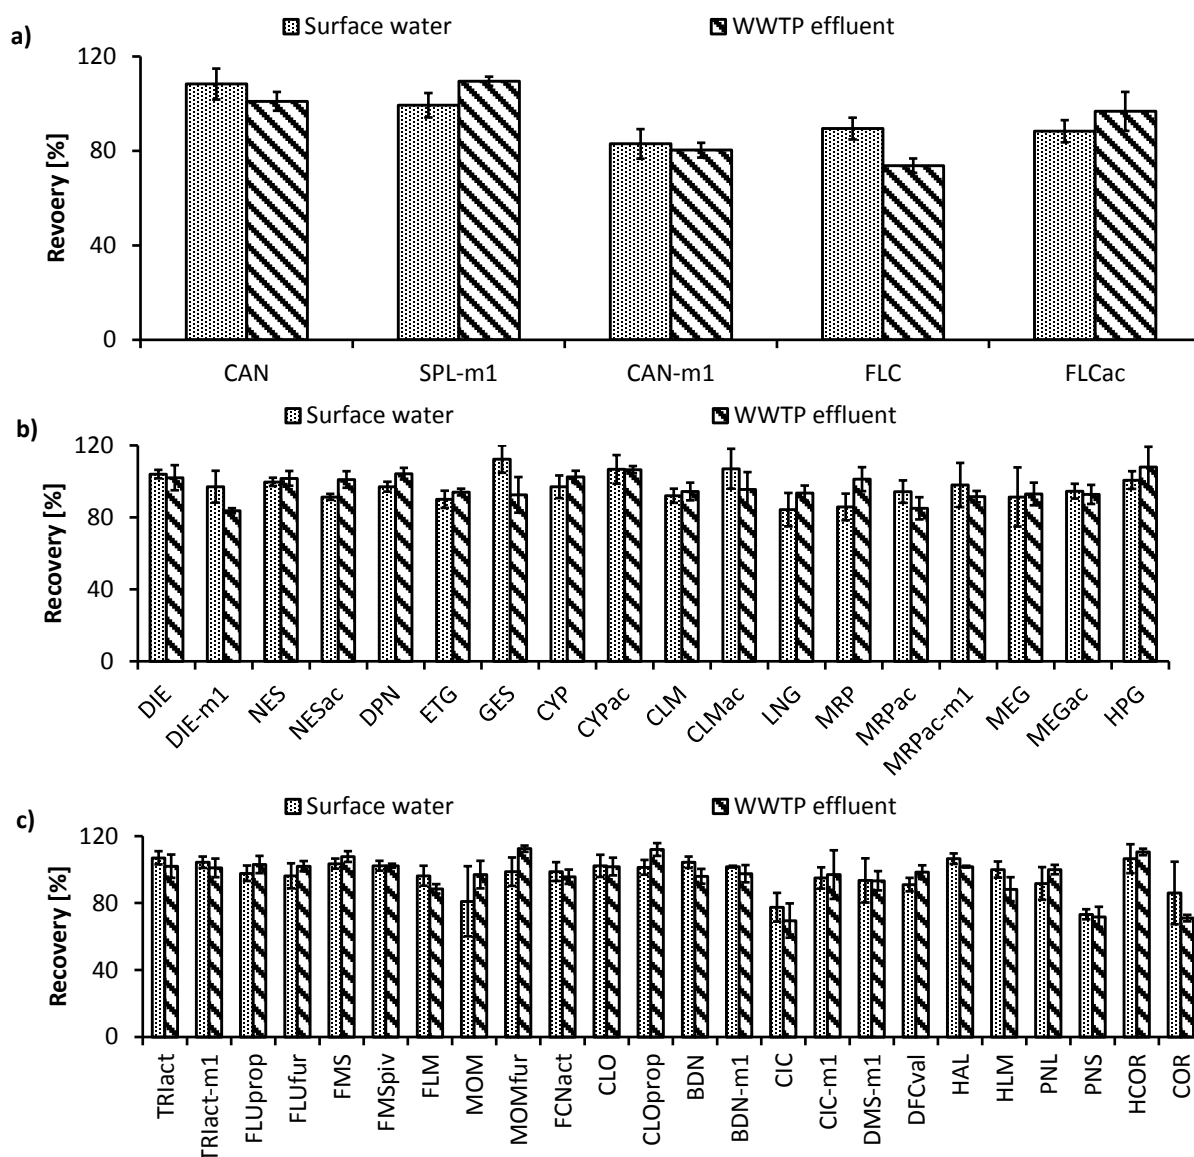 a)
Surface water WWTP effluent
Revoery [%]
120
80
40
0
CAN SPL-m1 CAN-m1 FLC FLCac
b)
Surface water WWTP effluent
Recovery [%]
120
80
40
0
DIE DIE-m1 NES NESac DPN ETG GES CYP CYPac CLM CLMac LNG MRP MRPac MRPac-m1 MEG MEGac HPG
c)
Surface water WWTP effluent
Recovery [%]
120
80
40
0
TRIact TRIact-m1 FLUprop FLUfur FMS FMSpiv FLM MOM MOMfur FCNact CLO CLOprop BDN BDN-m1 CIC CIC-m1 DMS-m1 DFCval HAL HLM PNL PNS HCOR COR